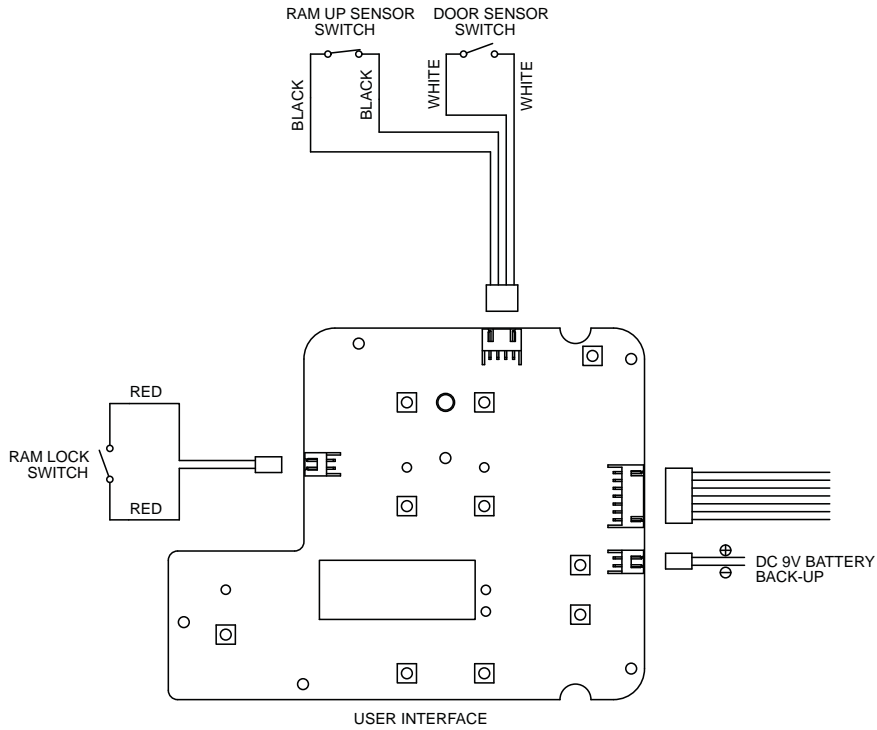 RAM UP SENSOR
SWITCH
DOOR SENSOR
SWITCH
BLACK
BLACK
WHITE
WHITE
RED
RAM LOCK
SWITCH
RED
⊕
DC 9V BATTERY
BACK-UP
⊖
USER INTERFACE